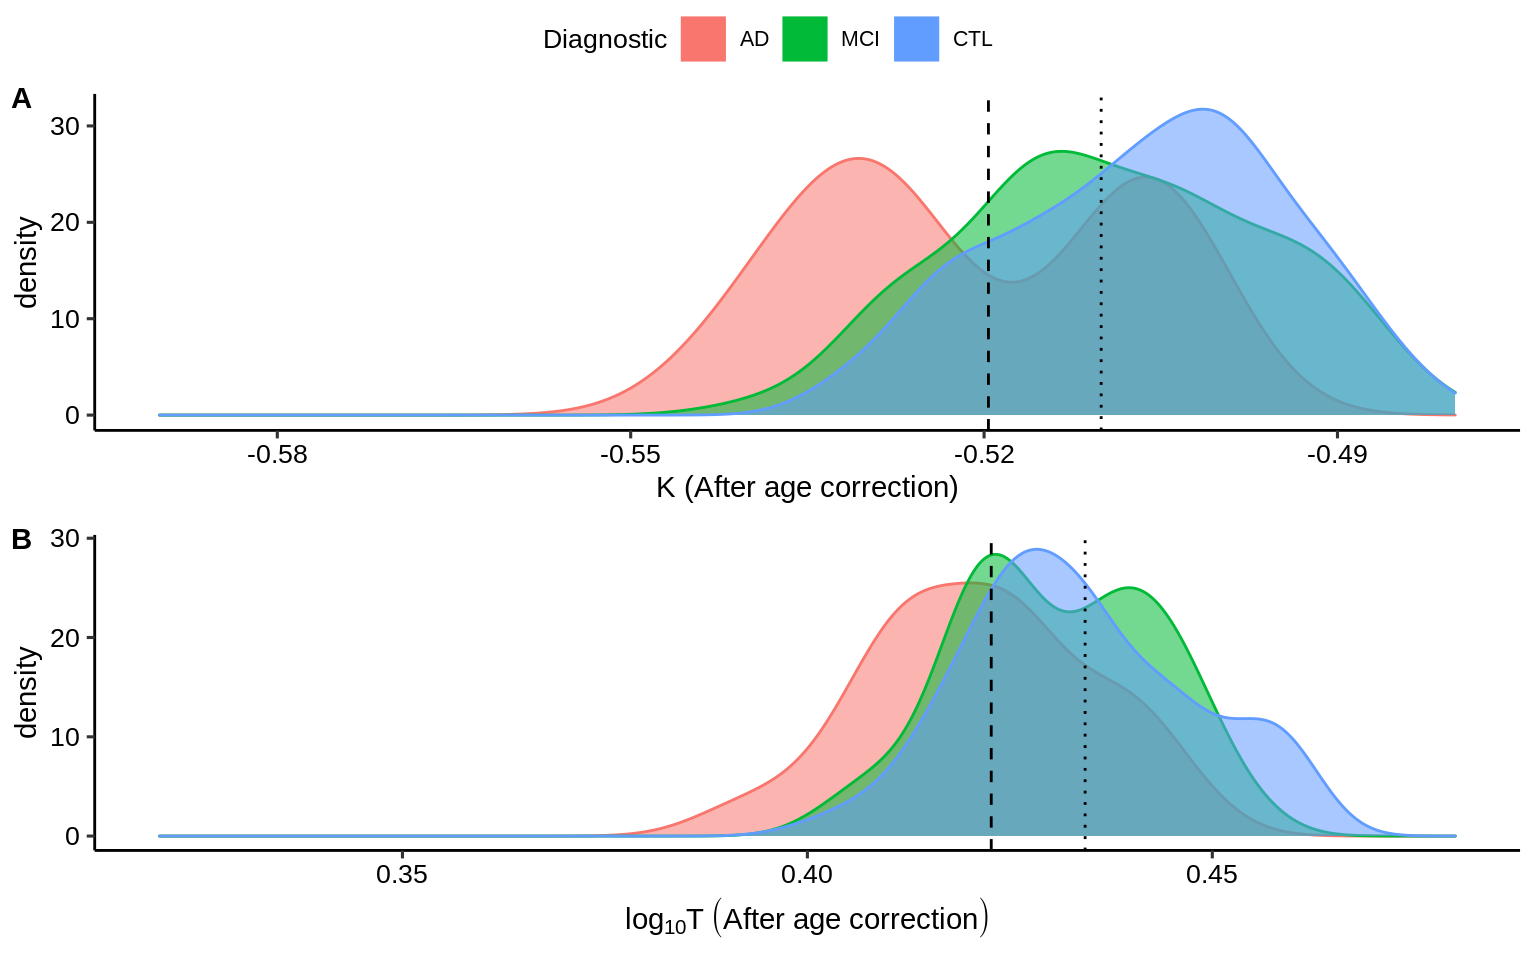 Diagnostic AD MCI CTL
A
30
20
10
0
density
-0.58 -0.55 -0.52 -0.49
K (After age correction)
B
30
20
10
0
density
0.35 0.40 0.45
log₁₀T (After age correction)